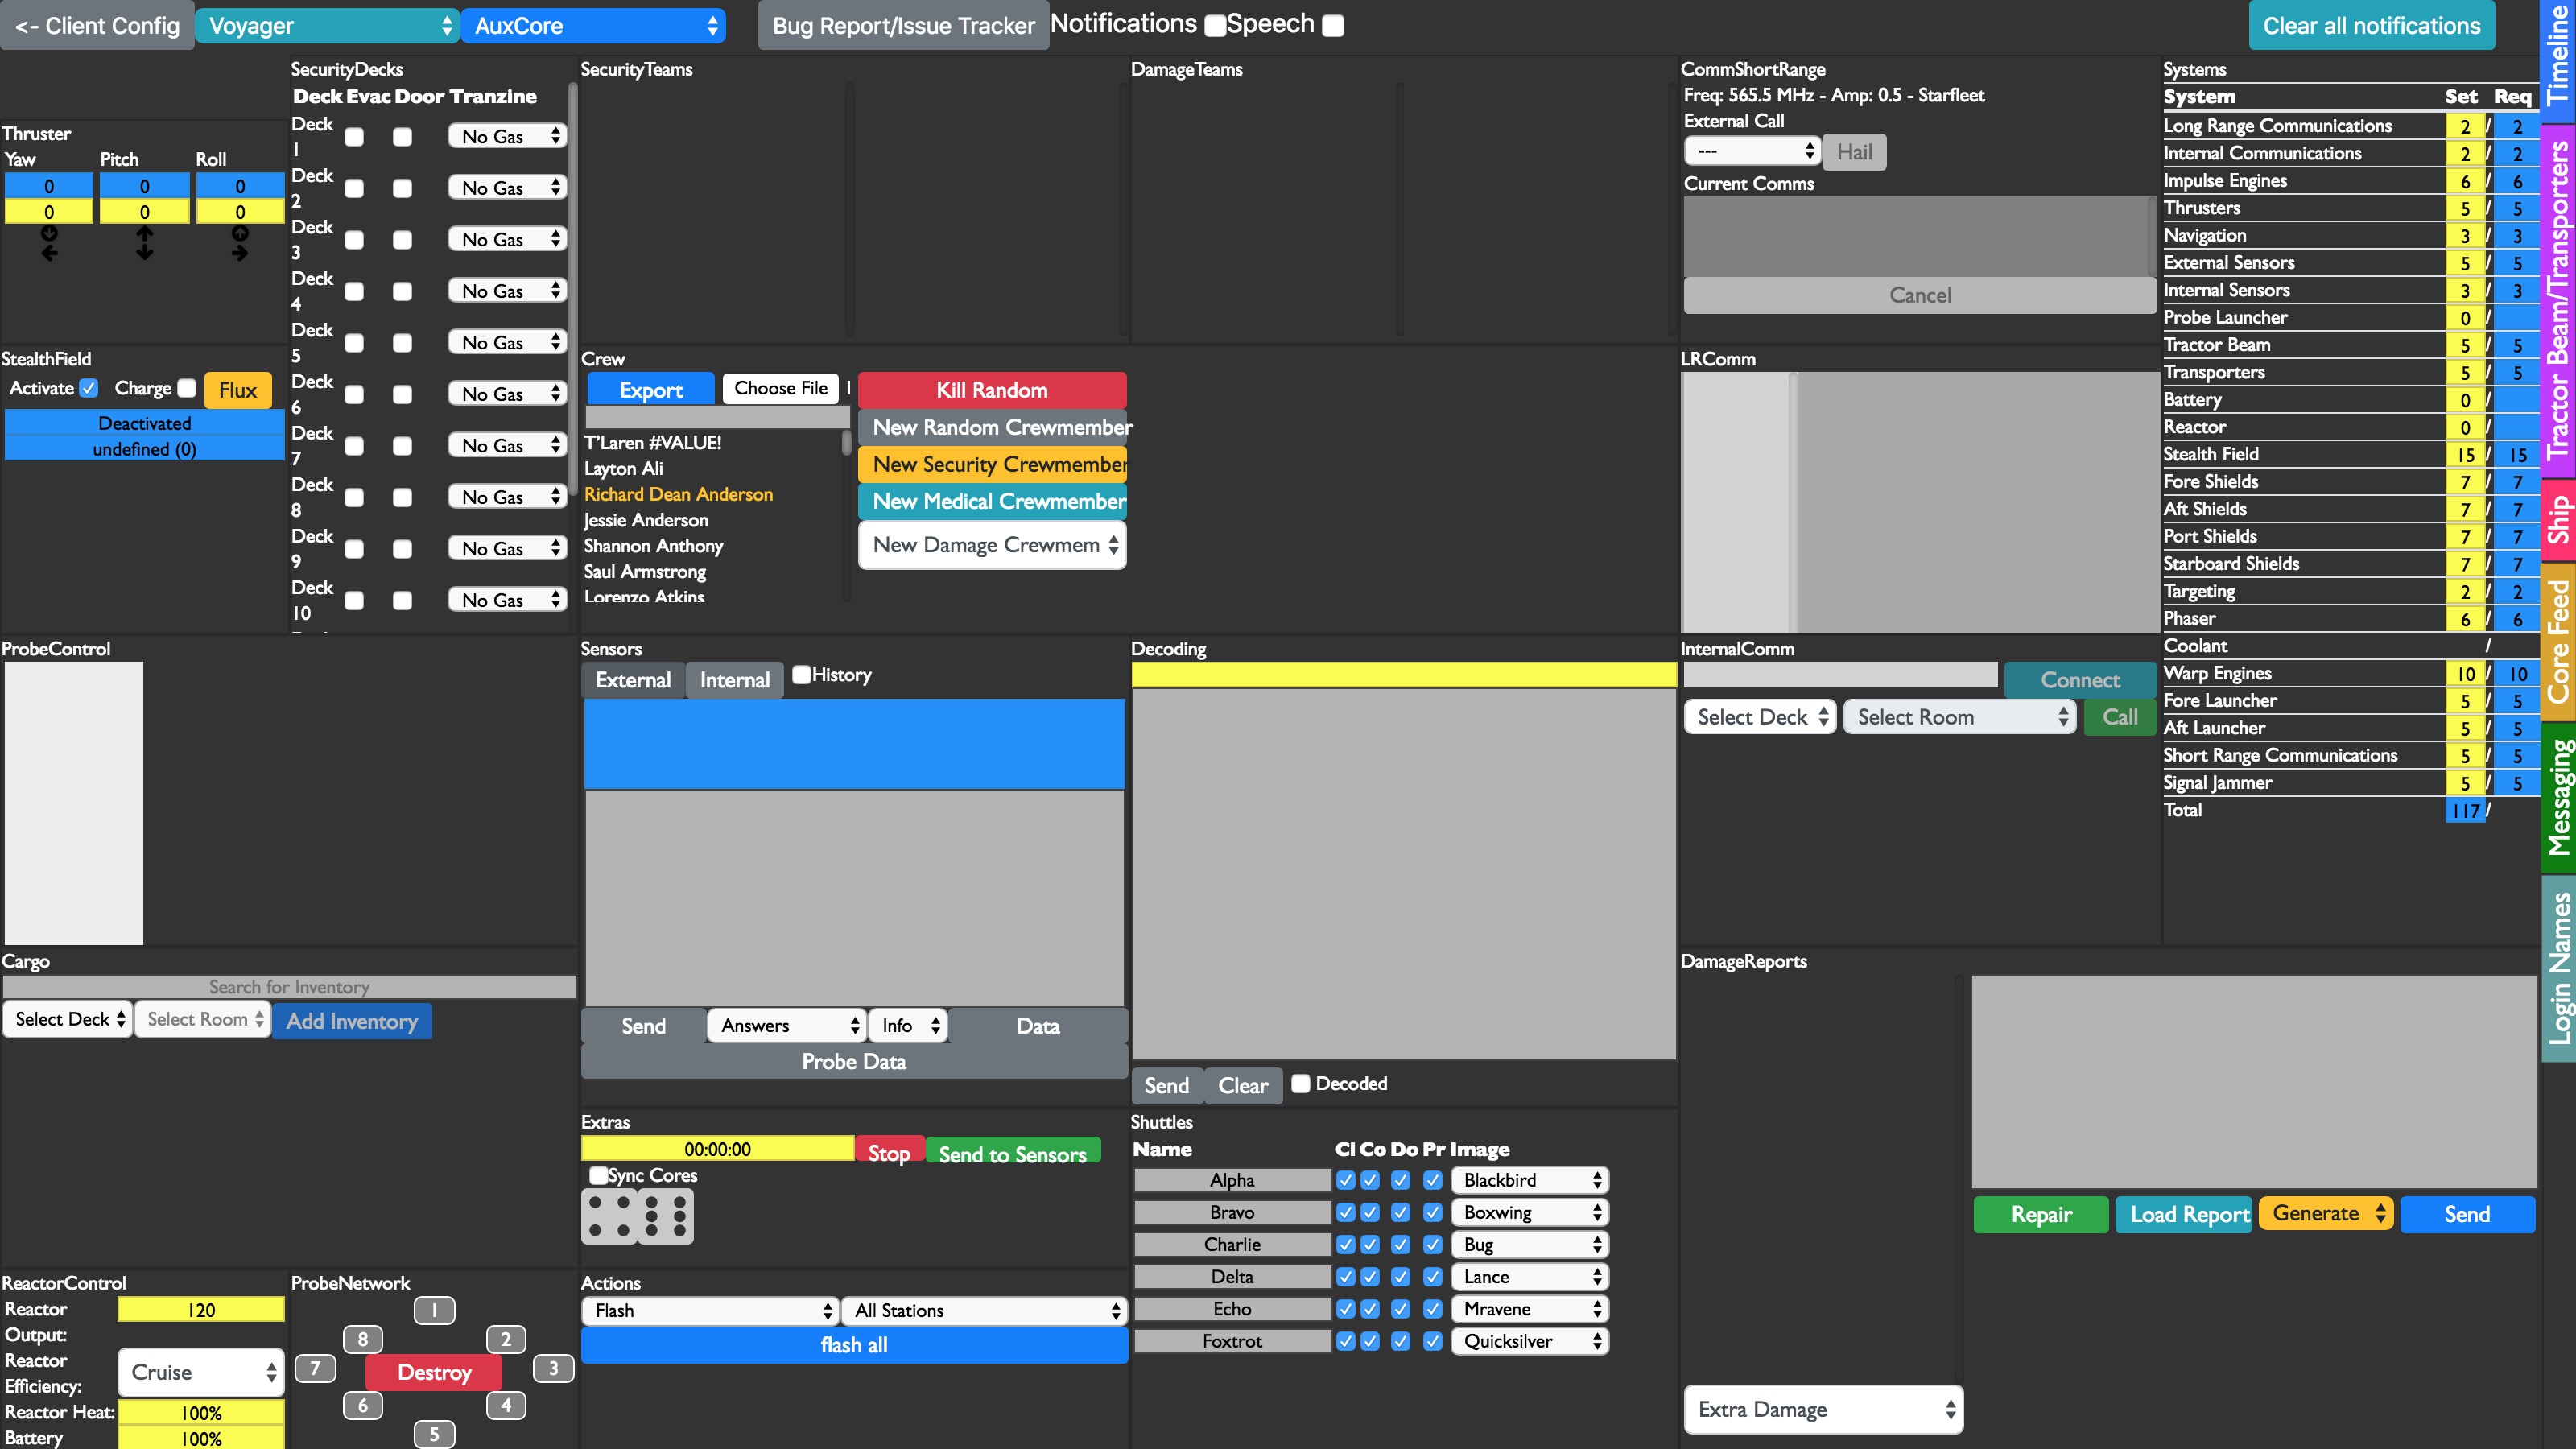 <- Client Config Voyager AuxCore Bug Report/Issue Tracker Notifications Speech Clear all notifications
Thruster
Yaw Pitch Roll
0 0 0
0 0 0
StealthField
Activate Charge Flux
Deactivated
undefined (0)
SecurityDecks
Deck Evac Door Tranzine
Deck 1 No Gas
Deck 2 No Gas
Deck 3 No Gas
Deck 4 No Gas
Deck 5 No Gas
Deck 6 No Gas
Deck 7 No Gas
Deck 8 No Gas
Deck 9 No Gas
Deck 10 No Gas
SecurityTeams
DamageTeams
Crew
Export Choose File
Kill Random
New Random Crewmember
New Security Crewmember
New Medical Crewmember
New Damage Crewmem
T'Laren #VALUE!
Layton Ali
Richard Dean Anderson
Jessie Anderson
Shannon Anthony
Saul Armstrong
Lorenzo Atkins
CommShortRange
Freq: 565.5 MHz - Amp: 0.5 - Starfleet
External Call
--- Hail
Current Comms
Cancel
LRComm
Systems
System Set Req
Long Range Communications 2 / 2
Internal Communications 2 / 2
Impulse Engines 6 / 6
Thrusters 5 / 5
Navigation 3 / 3
External Sensors 5 / 5
Internal Sensors 3 / 3
Probe Launcher 0 /
Tractor Beam 5 / 5
Transporters 5 / 5
Battery 0 /
Reactor 0 /
Stealth Field 15 / 15
Fore Shields 7 / 7
Aft Shields 7 / 7
Port Shields 7 / 7
Starboard Shields 7 / 7
Targeting 2 / 2
Phaser 6 / 6
Coolant /
Warp Engines 10 / 10
Fore Launcher 5 / 5
Aft Launcher 5 / 5
Short Range Communications 5 / 5
Signal Jammer 5 / 5
Total 117 /
Timeline
Tractor Beam/Transporters
Ship
Core Feed
Messaging
Login Names
ProbeControl
Sensors
External Internal History
Send Answers Info Data
Probe Data
Decoding
Send Clear Decoded
InternalComm
Connect
Select Deck Select Room Call
Cargo
Search for Inventory
Select Deck Select Room Add Inventory
Extras
00:00:00 Stop Send to Sensors
Sync Cores
Shuttles
Name Cl Co Do Pr Image
Alpha Blackbird
Bravo Boxwing
Charlie Bug
Delta Lance
Echo Mravene
Foxtrot Quicksilver
DamageReports
Repair Load Report Generate Send
Extra Damage
ReactorControl
Reactor Output: 120
Reactor Efficiency: Cruise
Reactor Heat: 100%
Battery 100%
ProbeNetwork
1
8 2
7 Destroy 3
6 4
5
Actions
Flash All Stations
flash all